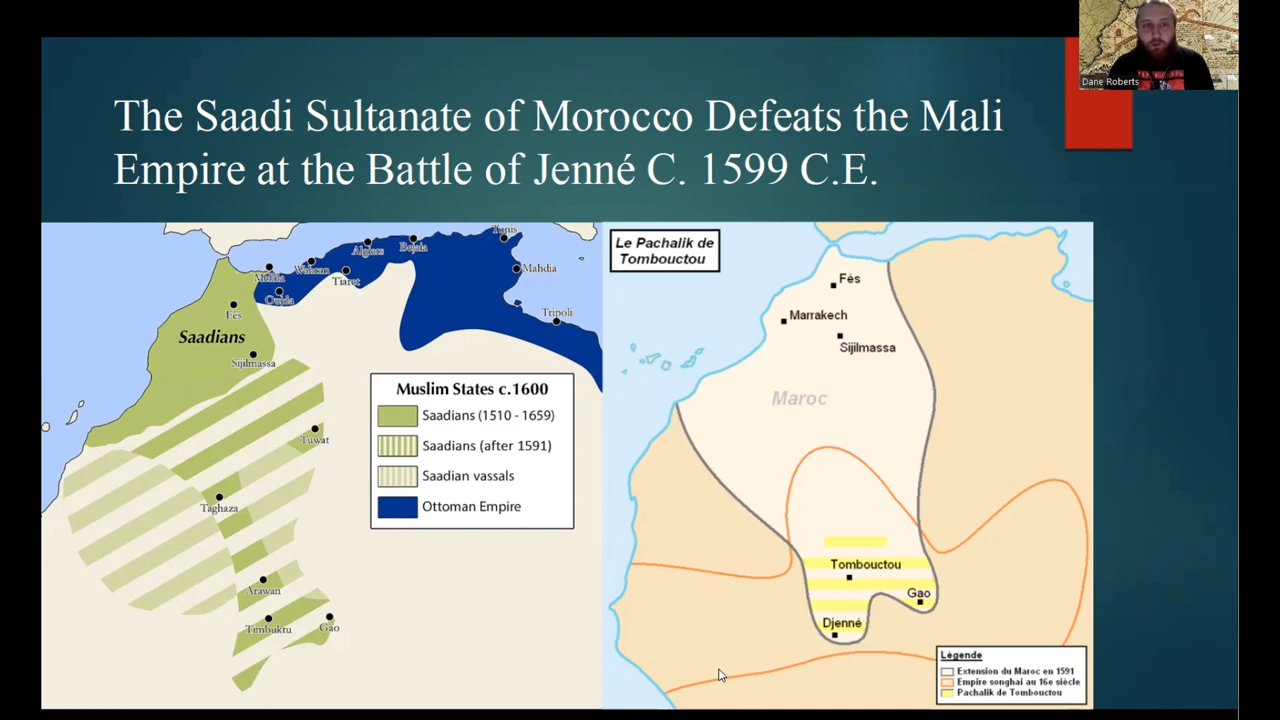 Dane Roberts
The Saadi Sultanate of Morocco Defeats the Mali
Empire at the Battle of Jenné C. 1599 C.E.
Tunis
Algiers
Bejaia
Wahran
Mahdia
Melilla
Tiaret
Oujda
Fés
Tripoli
Saadians
Sijilmassa
Muslim States c.1600
Saadians (1510 - 1659)
Saadians (after 1591)
Saadian vassals
Ottoman Empire
Tuwat
Taghaza
Arawan
Timbuktu
Gao
Le Pachalik de
Tombouctou
Fès
Marrakech
Sijilmassa
Maroc
Tombouctou
Gao
Djenné
Légende
Extension du Maroc en 1591
Empire songhai au 16e siècle
Pachalik de Tombouctou